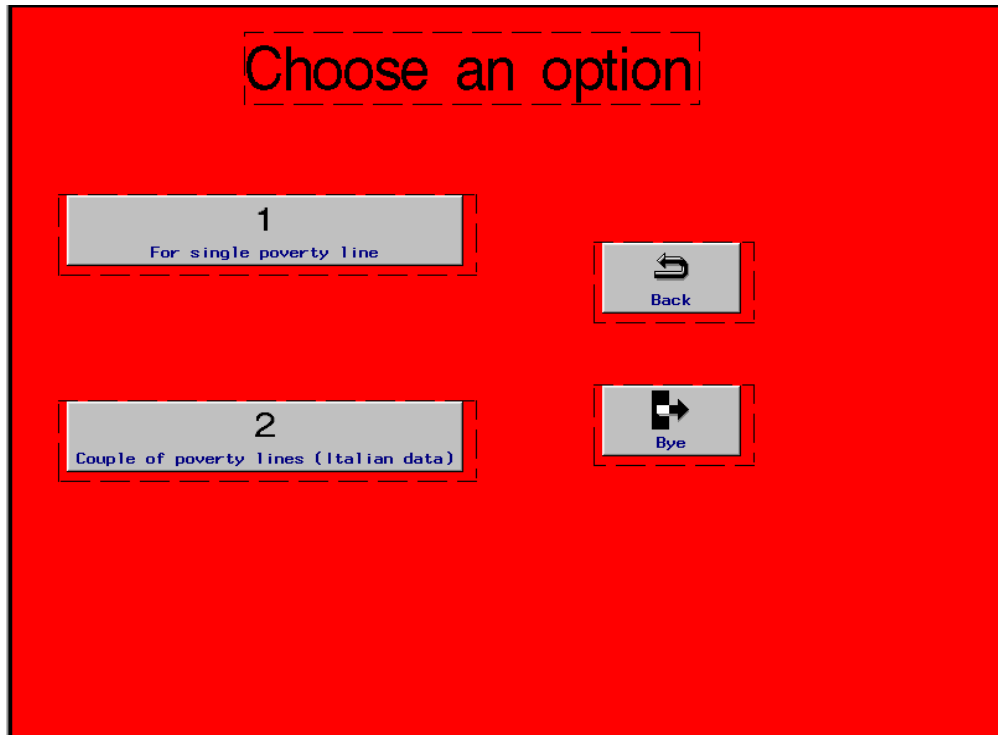 Choose an option
1
For single poverty line
Back
2
Couple of poverty lines (Italian data)
Bye